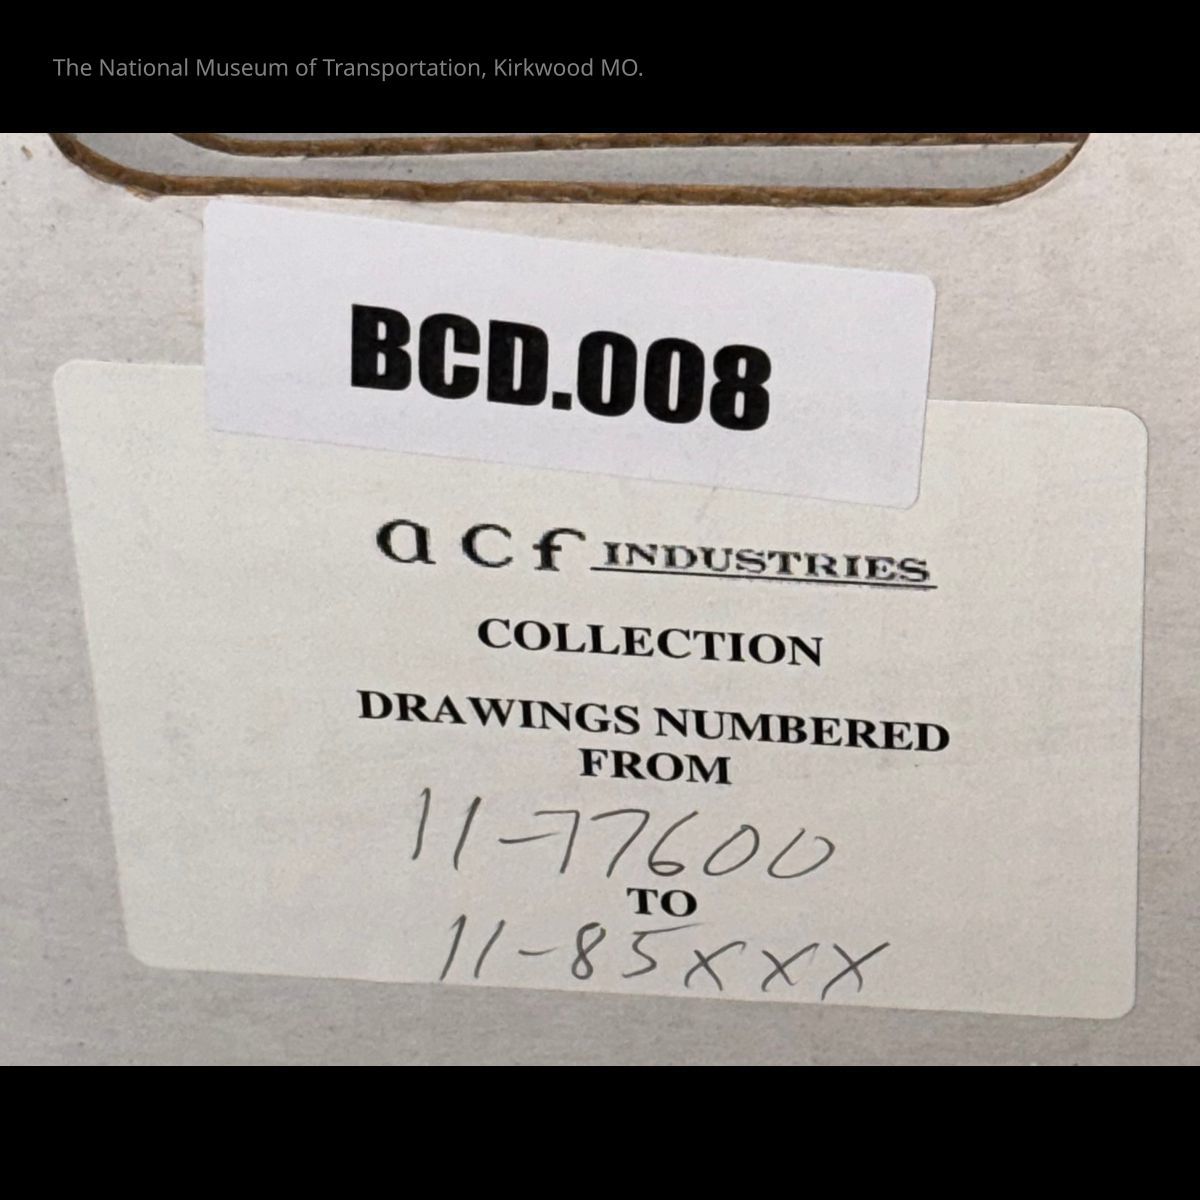 The National Museum of Transportation, Kirkwood MO.
BCD.008
acf INDUSTRIES
COLLECTION
DRAWINGS NUMBERED
FROM
11-77600
TO
11-85xxx